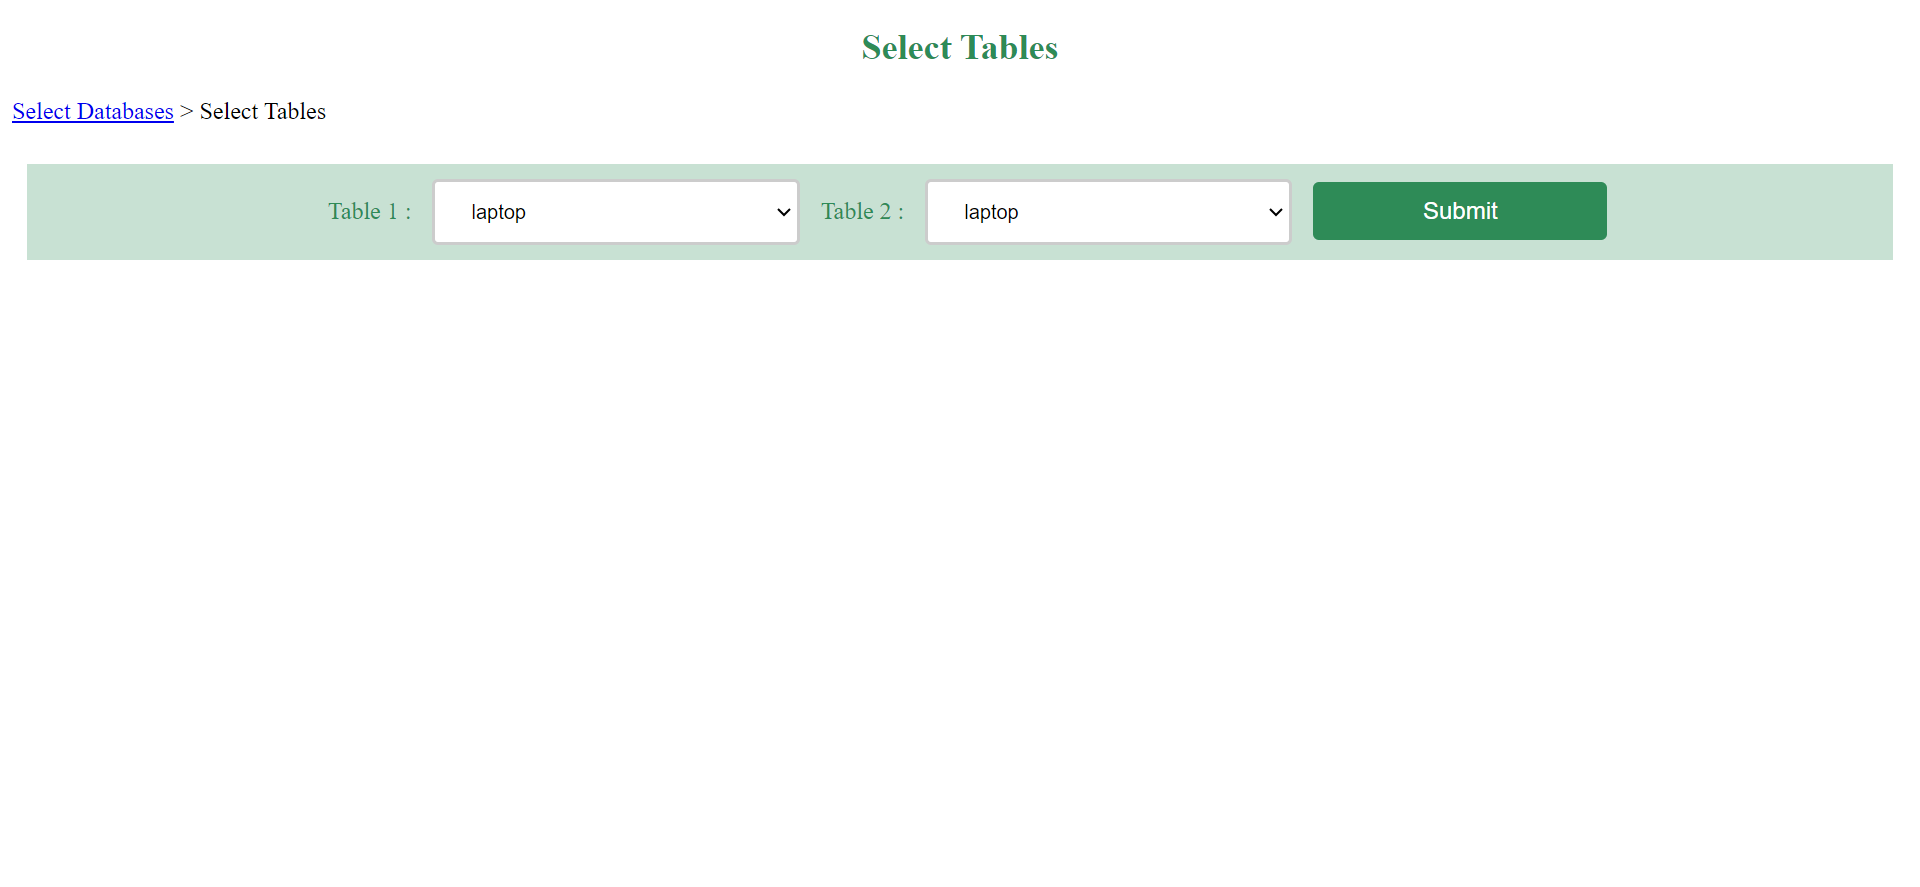 Select Tables
Select Databases > Select Tables
Table 1 : laptop Table 2 : laptop Submit